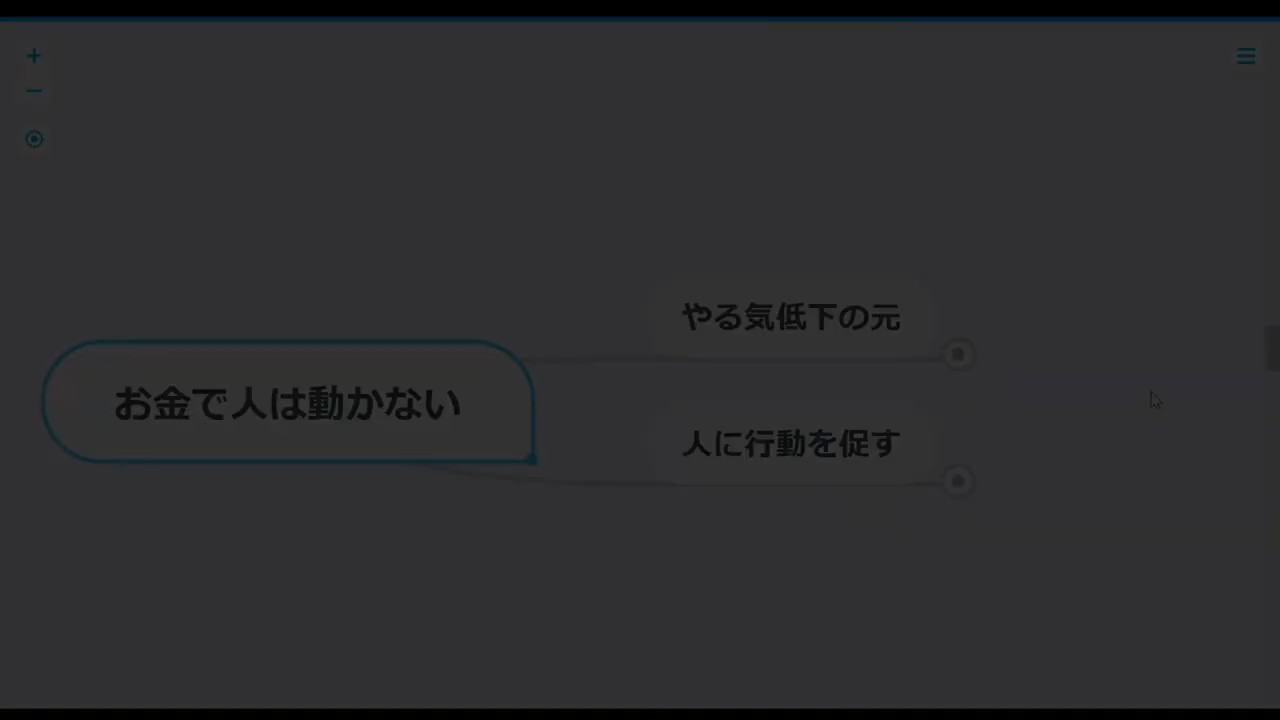 やる気低下の元
お金で人は動かない
人に行動を促す